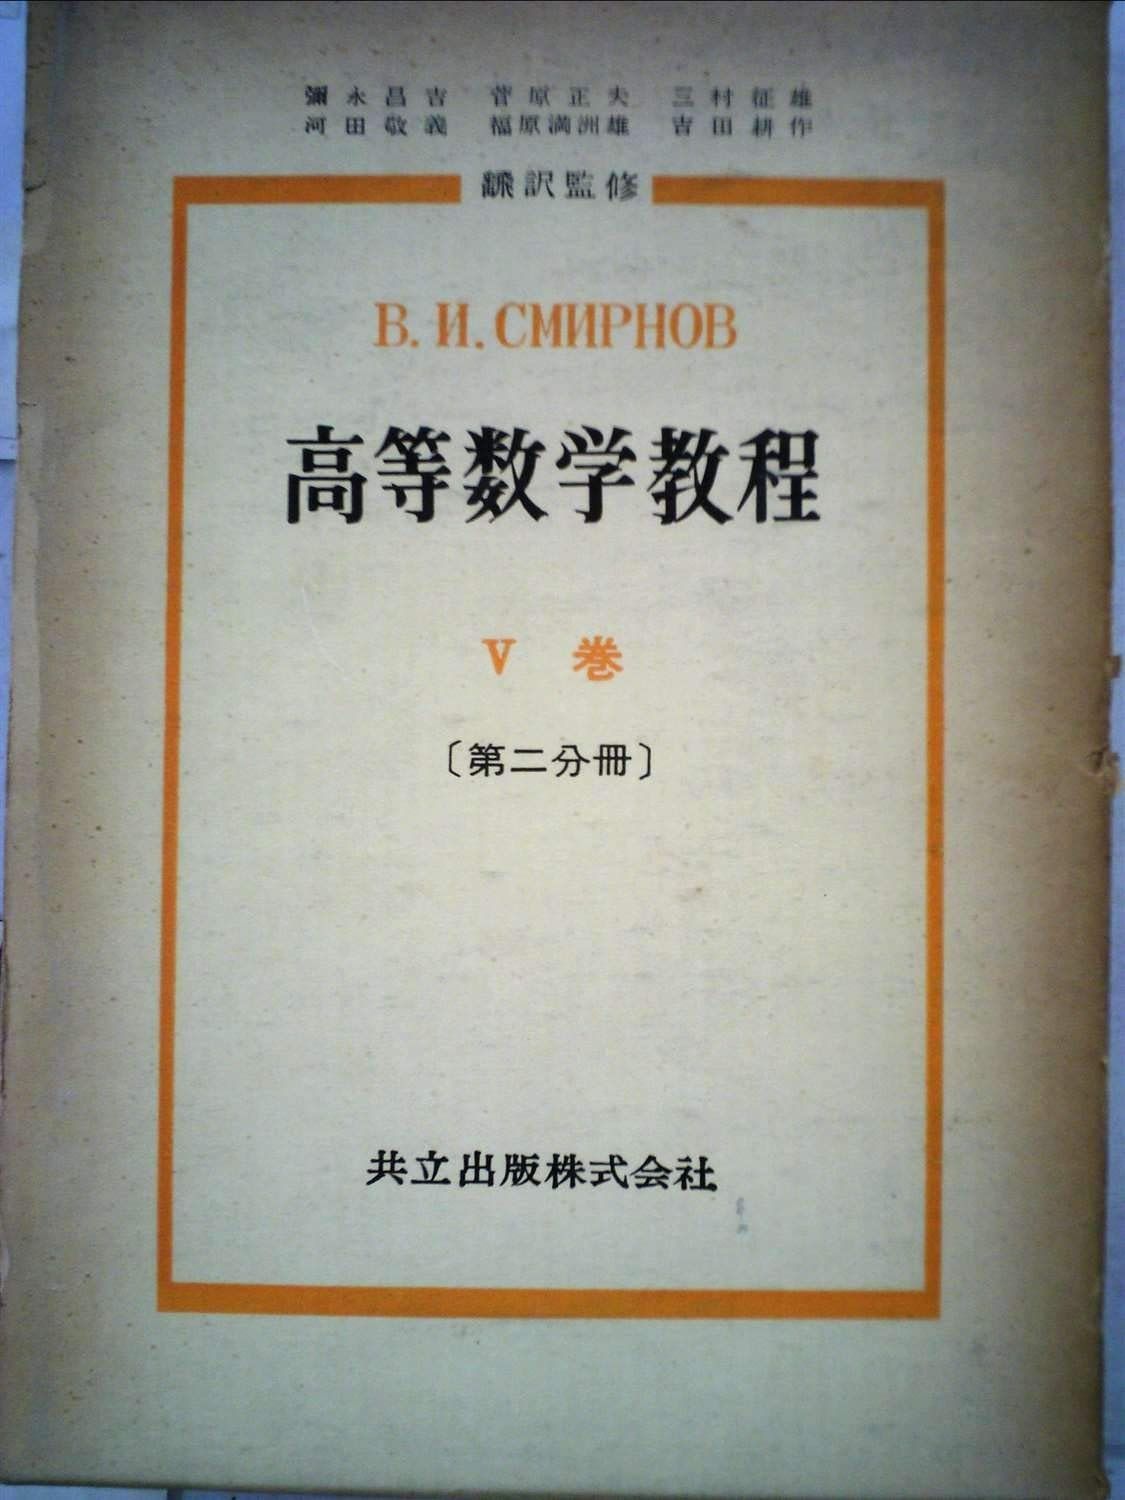 彌永昌吉 菅原正夫 三村征雄
河田敬義 福原満洲雄 吉田耕作
飜訳監修
В. И. СМИРНОВ
高等数学教程
V 巻
〔第二分冊〕
共立出版株式会社